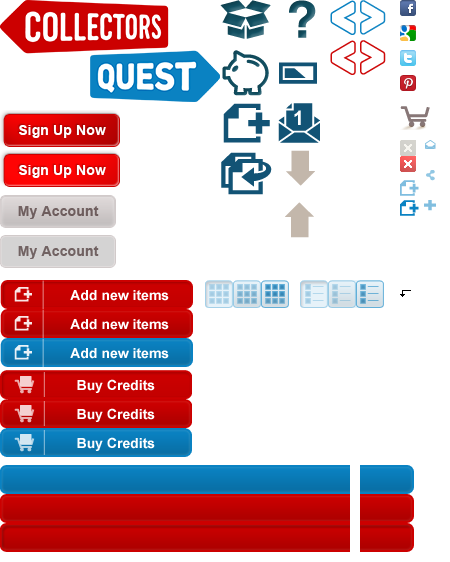 COLLECTORS
QUEST
1
Sign Up Now
Sign Up Now
My Account
My Account
Add new items
Add new items
Add new items
Buy Credits
Buy Credits
Buy Credits